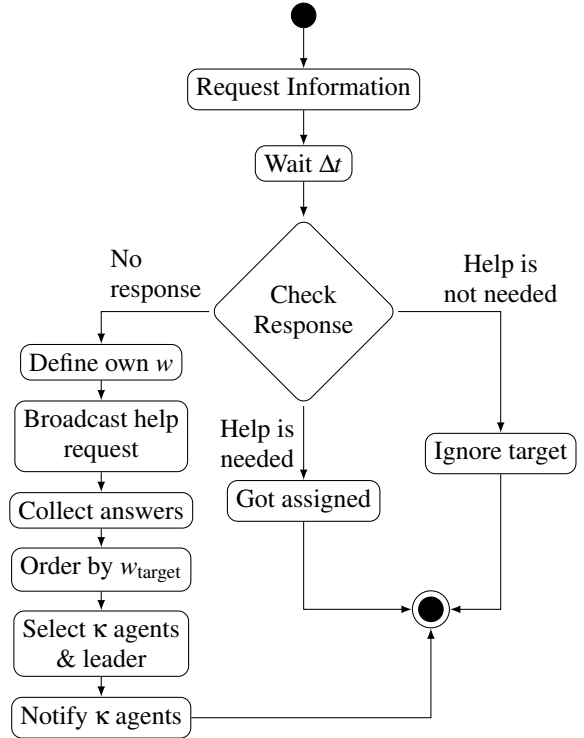 Request Information
Wait Δt
No
response
Help is
not needed
Check
Response
Define own w
Broadcast help
request
Help is
needed
Ignore target
Collect answers
Got assigned
Order by w_target
Select κ agents
& leader
Notify κ agents